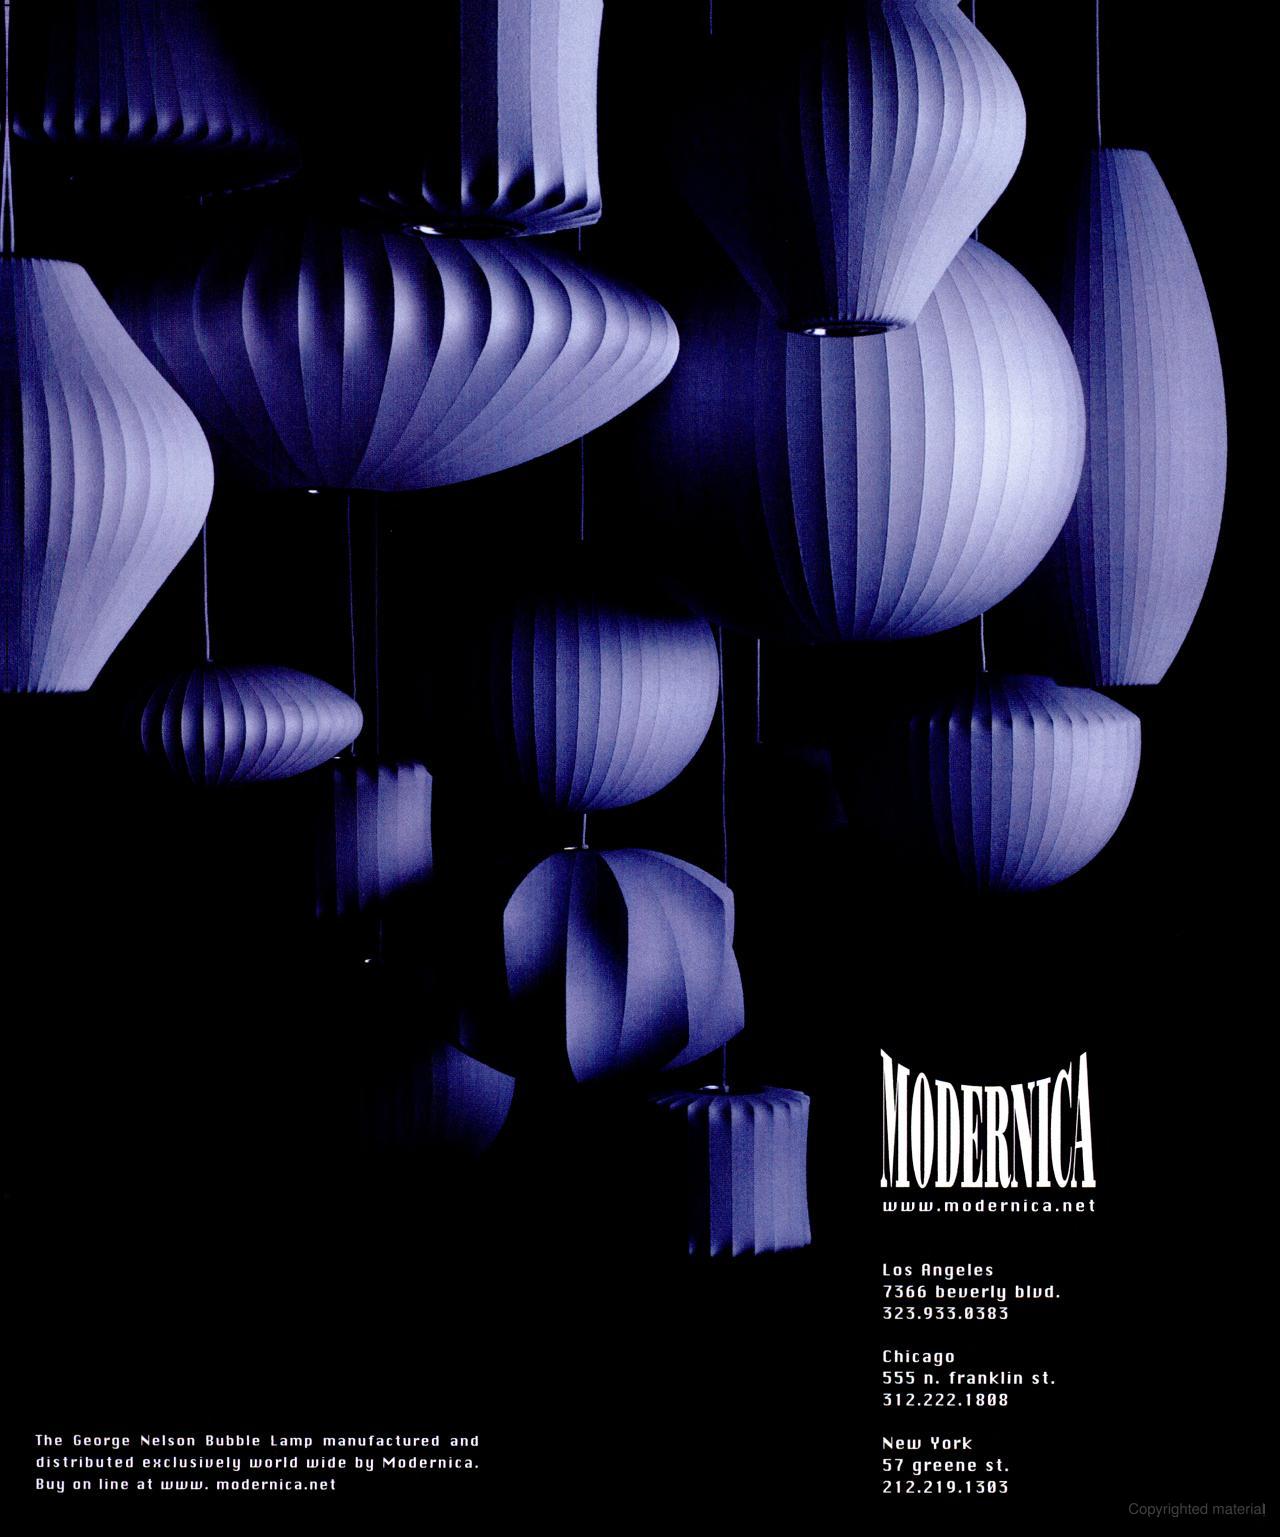 MODERNICA
www.modernica.net
Los Angeles
7366 beverly blvd.
323.933.0383
Chicago
555 n. franklin st.
312.222.1808
New York
57 greene st.
212.219.1303
The George Nelson Bubble Lamp manufactured and
distributed exclusively world wide by Modernica.
Buy on line at www. modernica.net
Copyrighted material